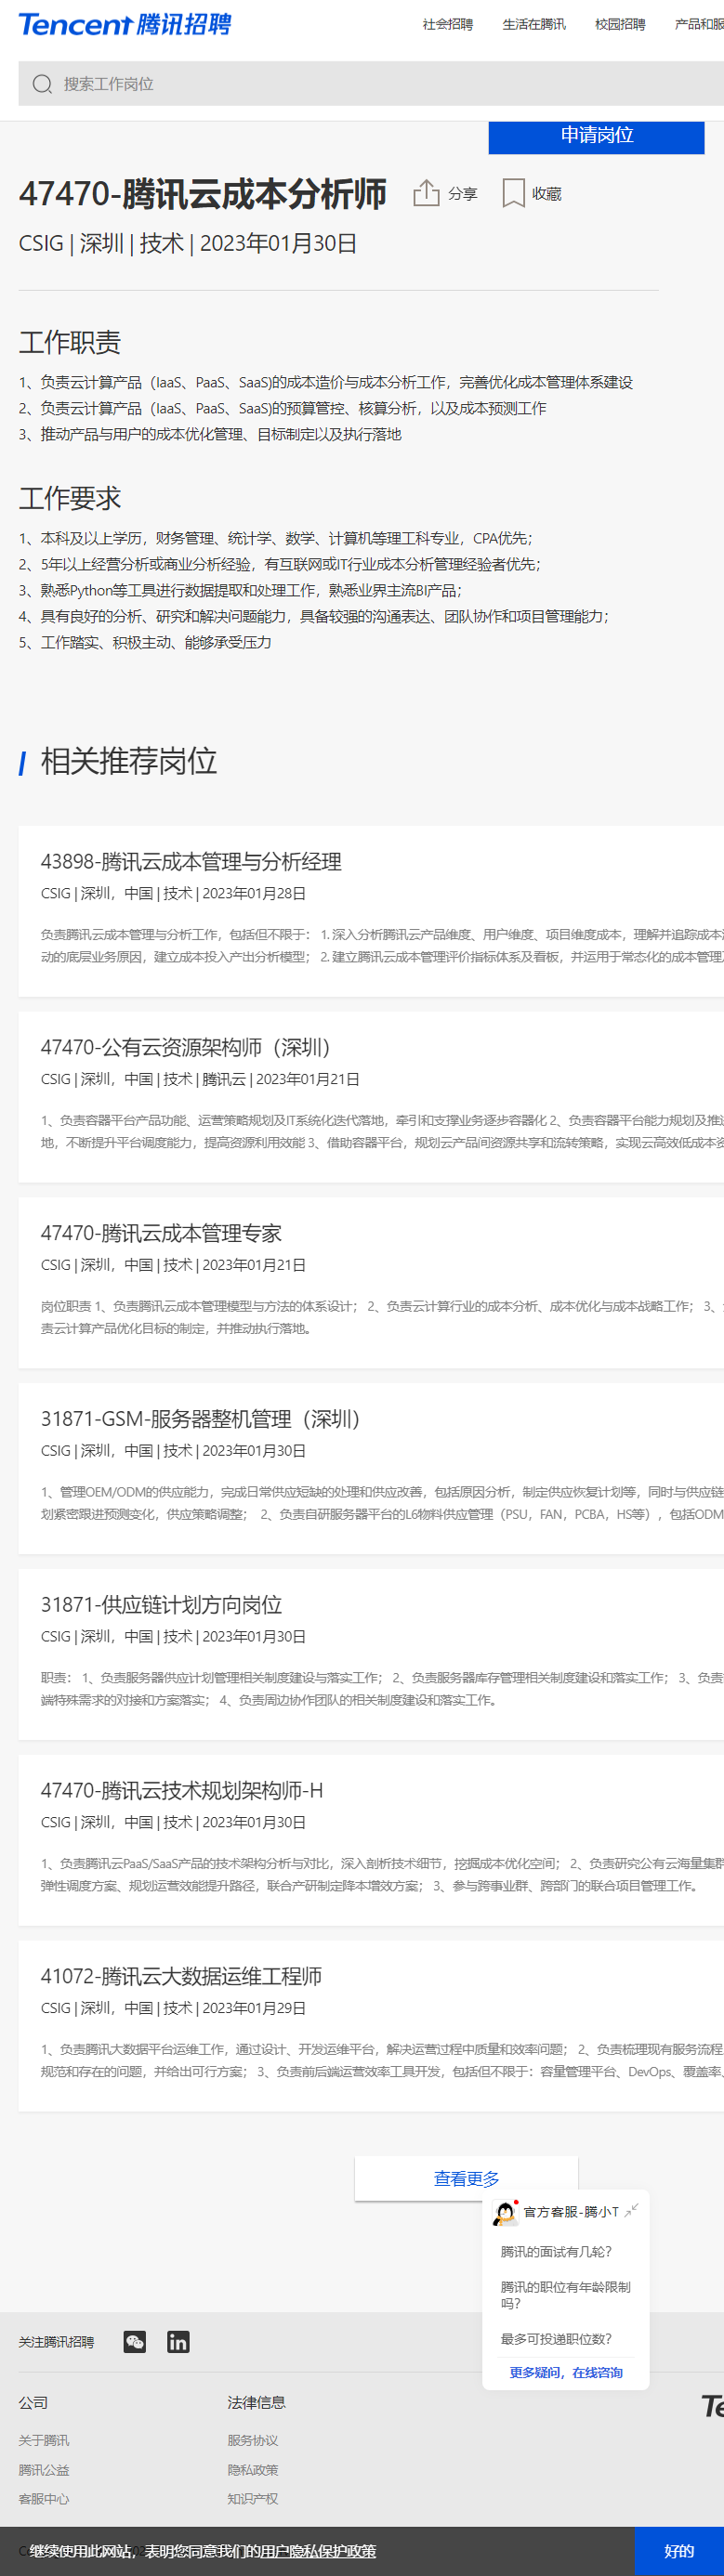 Tencent 腾讯招聘
社会招聘 生活在腾讯 校园招聘 产品和服
搜索工作岗位
申请岗位
47470-腾讯云成本分析师 分享 收藏
CSIG | 深圳 | 技术 | 2023年01月30日
工作职责
1、负责云计算产品（IaaS、PaaS、SaaS)的成本造价与成本分析工作，完善优化成本管理体系建设
2、负责云计算产品（IaaS、PaaS、SaaS)的预算管控、核算分析，以及成本预测工作
3、推动产品与用户的成本优化管理、目标制定以及执行落地
工作要求
1、本科及以上学历，财务管理、统计学、数学、计算机等理工科专业，CPA优先；
2、5年以上经营分析或商业分析经验，有互联网或IT行业成本分析管理经验者优先；
3、熟悉Python等工具进行数据提取和处理工作，熟悉业界主流BI产品；
4、具有良好的分析、研究和解决问题能力，具备较强的沟通表达、团队协作和项目管理能力；
5、工作踏实、积极主动、能够承受压力
相关推荐岗位
43898-腾讯云成本管理与分析经理
CSIG | 深圳，中国 | 技术 | 2023年01月28日
负责腾讯云成本管理与分析工作，包括但不限于： 1. 深入分析腾讯云产品维度、用户维度、项目维度成本，理解并追踪成本
动的底层业务原因，建立成本投入产出分析模型； 2. 建立腾讯云成本管理评价指标体系及看板，并运用于常态化的成本管理
47470-公有云资源架构师（深圳）
CSIG | 深圳，中国 | 技术 | 腾讯云 | 2023年01月21日
1、负责容器平台产品功能、运营策略规划及IT系统化迭代落地，牵引和支撑业务逐步容器化 2、负责容器平台能力规划及推
地，不断提升平台调度能力，提高资源利用效能 3、借助容器平台，规划云产品间资源共享和流转策略，实现云高效低成本资
47470-腾讯云成本管理专家
CSIG | 深圳，中国 | 技术 | 2023年01月21日
岗位职责 1、负责腾讯云成本管理模型与方法的体系设计； 2、负责云计算行业的成本分析、成本优化与成本战略工作； 3、
责云计算产品优化目标的制定，并推动执行落地。
31871-GSM-服务器整机管理（深圳）
CSIG | 深圳，中国 | 技术 | 2023年01月30日
1、管理OEM/ODM的供应能力，完成日常供应短缺的处理和供应改善，包括原因分析，制定供应恢复计划等，同时与供应链
划紧密跟进预测变化，供应策略调整； 2、负责自研服务器平台的L6物料供应管理（PSU，FAN，PCBA，HS等），包括ODM
31871-供应链计划方向岗位
CSIG | 深圳，中国 | 技术 | 2023年01月30日
职责： 1、负责服务器供应计划管理相关制度建设与落实工作； 2、负责服务器库存管理相关制度建设和落实工作； 3、负责
端特殊需求的对接和方案落实； 4、负责周边协作团队的相关制度建设和落实工作。
47470-腾讯云技术规划架构师-H
CSIG | 深圳，中国 | 技术 | 2023年01月30日
1、负责腾讯云PaaS/SaaS产品的技术架构分析与对比，深入剖析技术细节，挖掘成本优化空间； 2、负责研究公有云海量集群
弹性调度方案、规划运营效能提升路径，联合产研制定降本增效方案； 3、参与跨事业群、跨部门的联合项目管理工作。
41072-腾讯云大数据运维工程师
CSIG | 深圳，中国 | 技术 | 2023年01月29日
1、负责腾讯大数据平台运维工作，通过设计、开发运维平台，解决运营过程中质量和效率问题； 2、负责梳理现有服务流程
规范和存在的问题，并给出可行方案； 3、负责前后端运营效率工具开发，包括但不限于：容量管理平台、DevOps、覆盖率、
查看更多
官方客服-腾小T
腾讯的面试有几轮？
腾讯的职位有年龄限制
吗？
最多可投递职位数？
更多疑问，在线咨询
关注腾讯招聘
公司 法律信息
Te
关于腾讯 服务协议
腾讯公益 隐私政策
客服中心 知识产权
继续使用此网站，表明您同意我们的用户隐私保护政策 好的